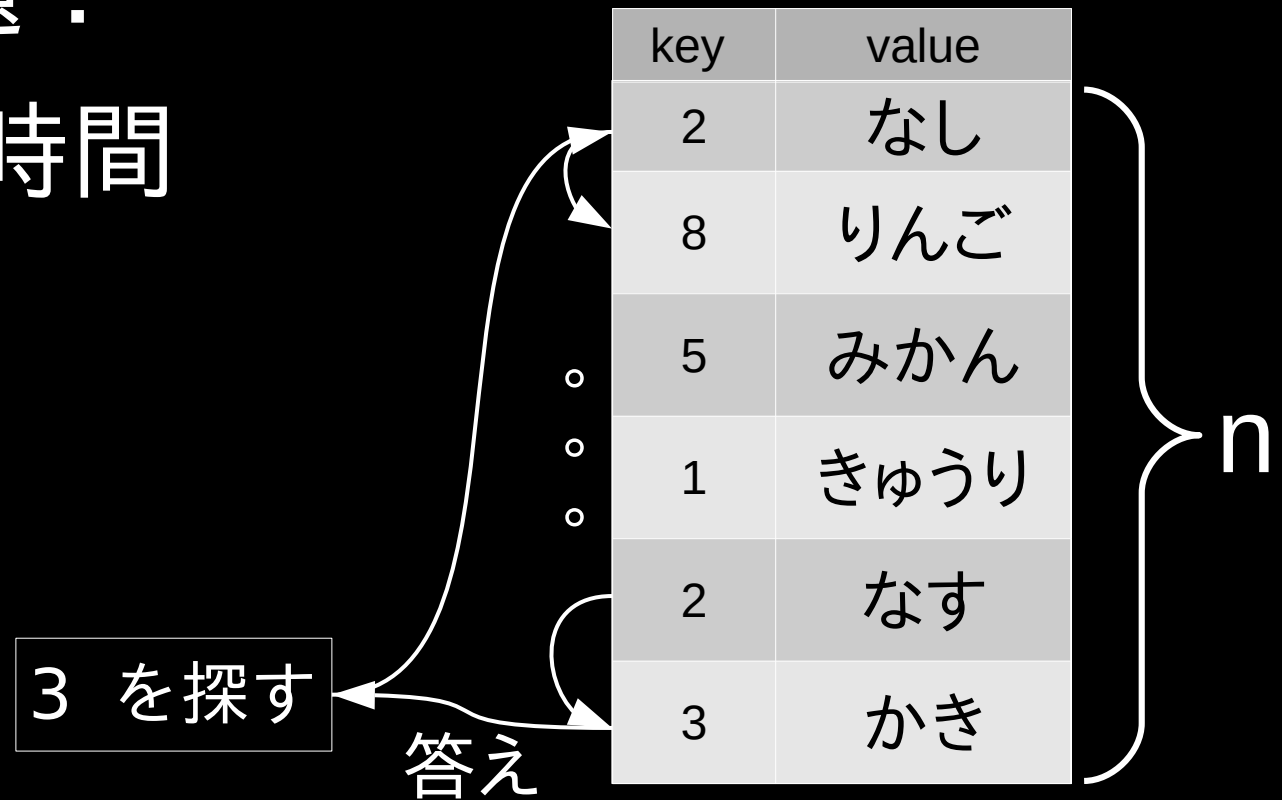 時間
key value
2 なし
8 りんご
5 みかん
1 きゅうり
2 なす
3 かき
n
3 を探す
答え